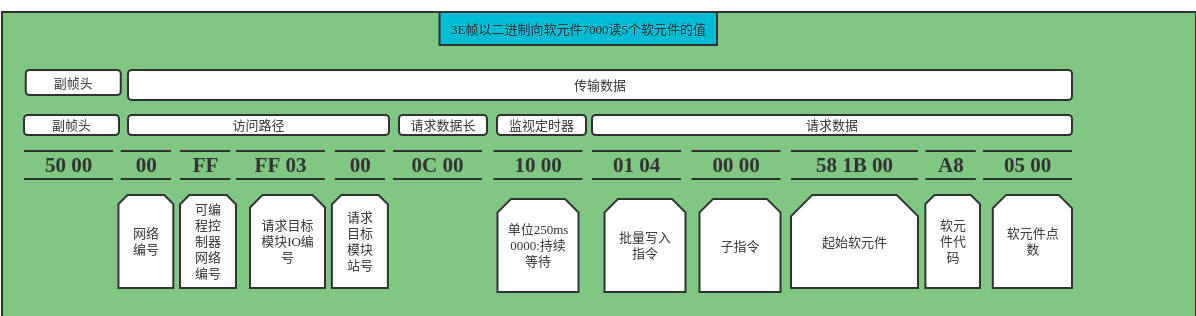 3E帧以二进制向软元件7000读5个软元件的值
副帧头
传输数据
副帧头
访问路径
请求数据长
监视定时器
请求数据
50 00
00
FF
FF 03
00
0C 00
10 00
01 04
00 00
58 1B 00
A8
05 00
网络
编号
可编
程控
制器
网络
编号
请求目标
模块IO编
号
请求
目标
模块
站号
单位250ms
0000:持续
等待
批量写入
指令
子指令
起始软元件
软元
件代
码
软元件点
数